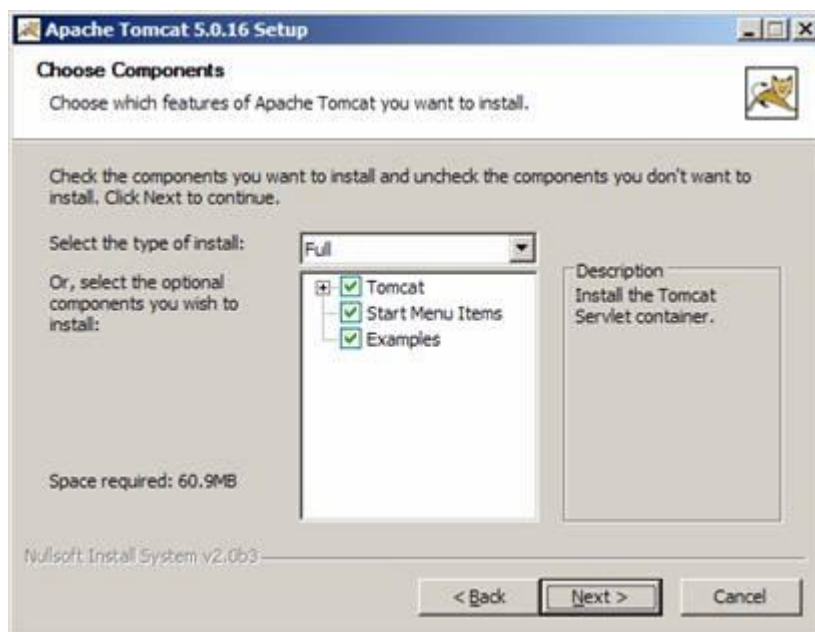 Apache Tomcat 5.0.16 Setup
Choose Components
Choose which features of Apache Tomcat you want to install.
Check the components you want to install and uncheck the components you don't want to
install. Click Next to continue.
Select the type of install:
Full
Or, select the optional
components you wish to
install:
Tomcat
Start Menu Items
Examples
Description
Install the Tomcat
Servlet container.
Space required: 60.9MB
Nullsoft Install System v2.0b3
< Back
Next >
Cancel